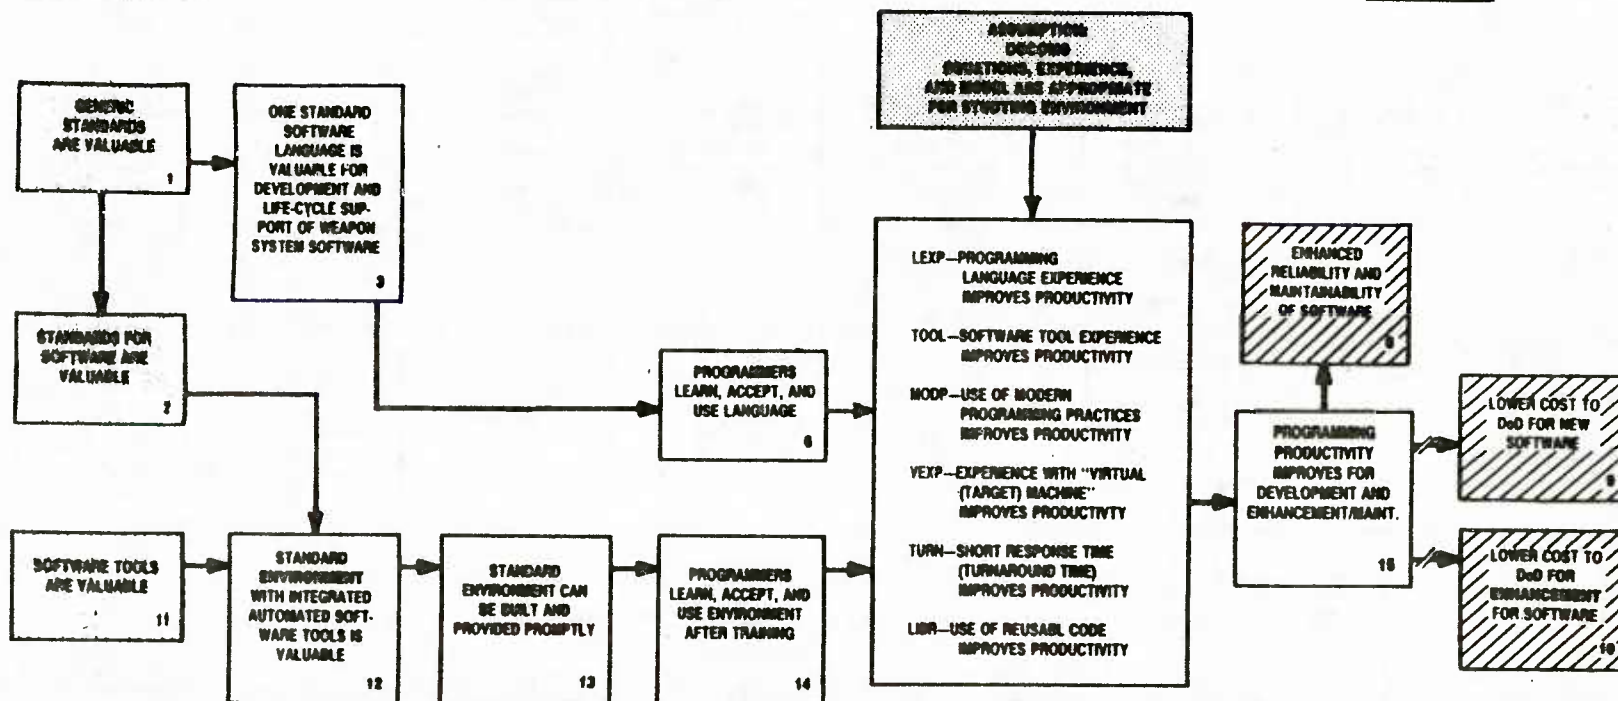 ASSUMPTION:
DOCOMO
EQUATIONS, EXPERIENCE,
AND MODEL ARE APPROPRIATE
FOR STUDYING ENVIRONMENT
GENERIC
STANDARDS
ARE VALUABLE
1
ONE STANDARD
SOFTWARE
LANGUAGE IS
VALUABLE FOR
DEVELOPMENT AND
LIFE-CYCLE SUP-
PORT OF WEAPON
SYSTEM SOFTWARE
3
STANDARDS FOR
SOFTWARE ARE
VALUABLE
2
PROGRAMMERS
LEARN, ACCEPT, AND
USE LANGUAGE
6
SOFTWARE TOOLS
ARE VALUABLE
11
STANDARD
ENVIRONMENT
WITH INTEGRATED
AUTOMATED SOFT-
WARE TOOLS IS
VALUABLE
12
STANDARD
ENVIRONMENT CAN
BE BUILT AND
PROVIDED PROMPTLY
13
PROGRAMMERS
LEARN, ACCEPT, AND
USE ENVIRONMENT
AFTER TRAINING
14
LEXP—PROGRAMMING
LANGUAGE EXPERIENCE
IMPROVES PRODUCTIVITY
TOOL—SOFTWARE TOOL EXPERIENCE
IMPROVES PRODUCTIVITY
MODP—USE OF MODERN
PROGRAMMING PRACTICES
IMPROVES PRODUCTIVITY
VEXP—EXPERIENCE WITH "VIRTUAL
(TARGET) MACHINE"
IMPROVES PRODUCTIVITY
TURN—SHORT RESPONSE TIME
(TURNAROUND TIME)
IMPROVES PRODUCTIVITY
LIBR—USE OF REUSABL CODE
IMPROVES PRODUCTIVITY
ENHANCED
RELIABILITY AND
MAINTAINABILITY
OF SOFTWARE
PROGRAMMING
PRODUCTIVITY
IMPROVES FOR
DEVELOPMENT AND
ENHANCEMENT/MAINT.
15
LOWER COST TO
DoD FOR NEW
SOFTWARE
9
LOWER COST TO
DoD FOR
ENHANCEMENT
FOR SOFTWARE
10